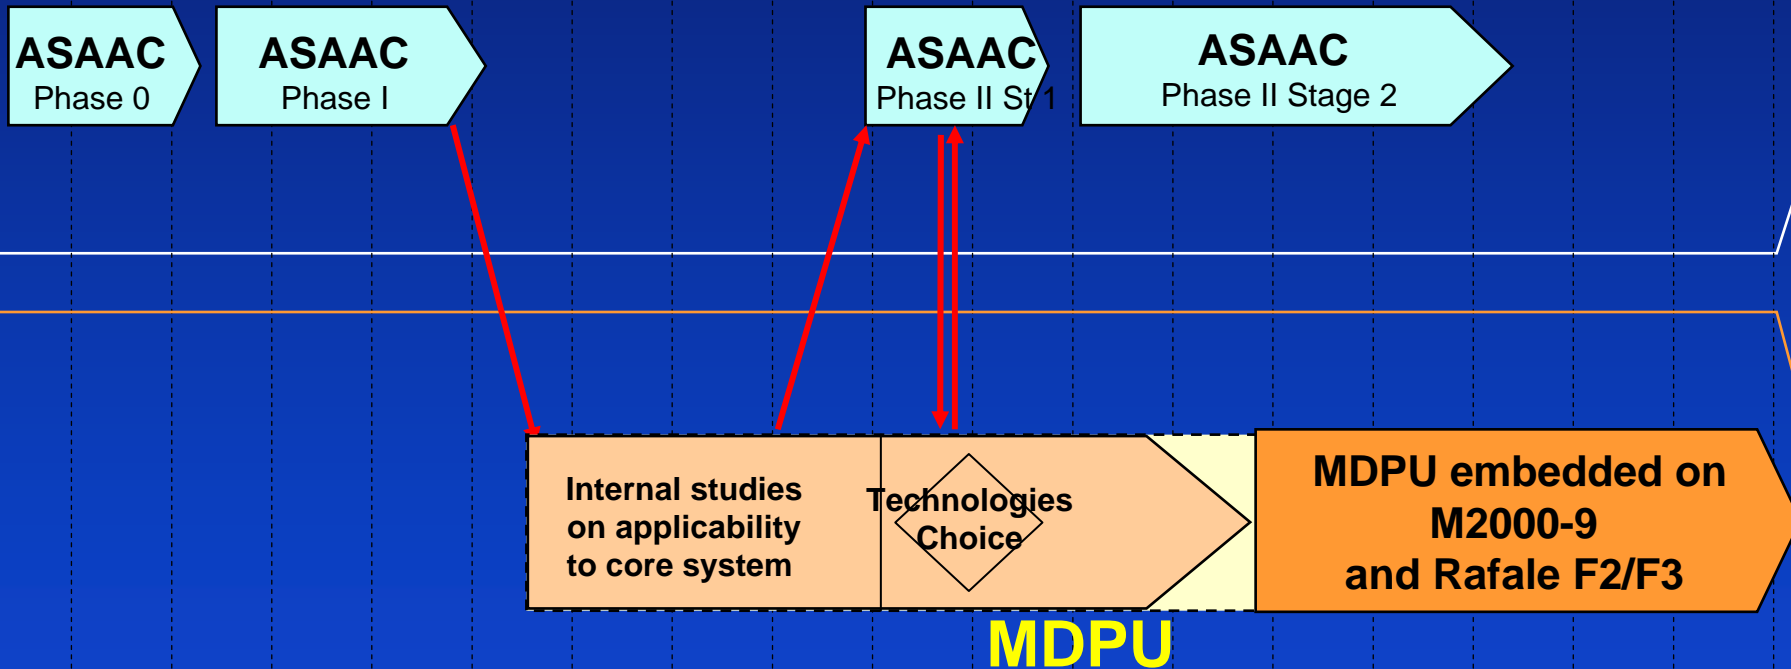 ASAAC
Phase 0
ASAAC
Phase I
ASAAC
Phase II St 1
ASAAC
Phase II Stage 2
Internal studies
on applicability
to core system
Technologies
Choice
MDPU embedded on
M2000-9
and Rafale F2/F3
MDPU